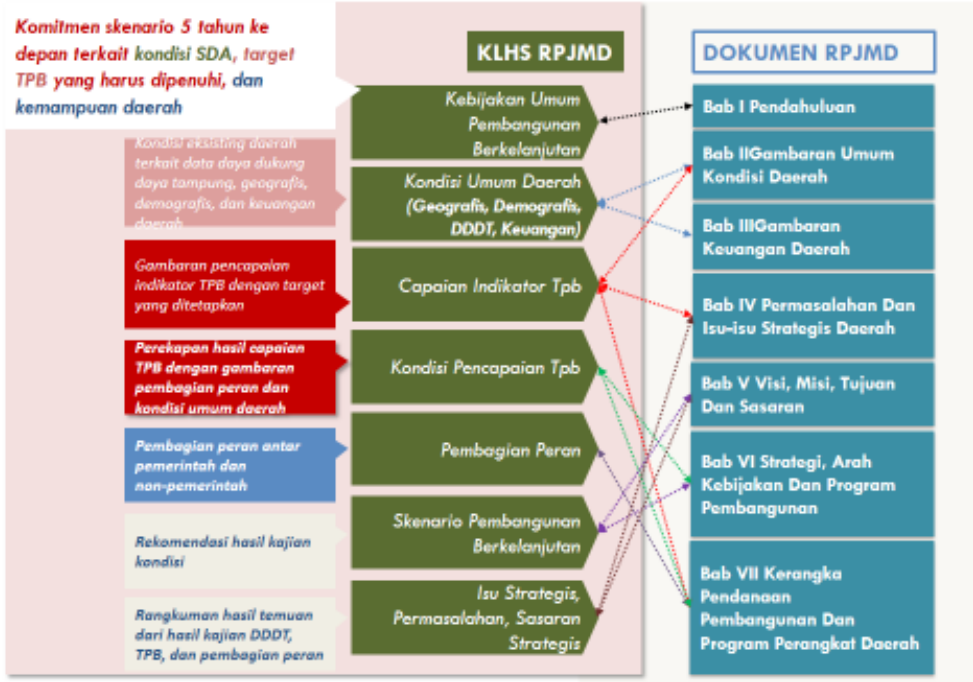 Komitmen skenario 5 tahun ke
depan terkait kondisi SDA, target
TPB yang harus dipenuhi, dan
kemampuan daerah
Kondisi eksisting daerah
terkait data daya dukung
daya tampung, geografis,
demografis, dan keuangan
daerah
Gambaran pencapaian
indikator TPB dengan target
yang ditetapkan
Perekapan hasil capaian
TPB dengan gambaran
pembagian peran dan
kondisi umum daerah
Pembagian peran antar
pemerintah dan
non-pemerintah
Rekomendasi hasil kajian
kondisi
Rangkuman hasil temuan
dari hasil kajian DDDT,
TPB, dan pembagian peran
KLHS RPJMD
Kebijakan Umum
Pembangunan
Berkelanjutan
Kondisi Umum Daerah
(Geografis, Demografis,
DDDT, Keuangan)
Capaian Indikator Tpb
Kondisi Pencapaian Tpb
Pembagian Peran
Skenario Pembangunan
Berkelanjutan
Isu Strategis,
Permasalahan, Sasaran
Strategis
DOKUMEN RPJMD
Bab I Pendahuluan
Bab IIGambaran Umum
Kondisi Daerah
Bab IIIGambaran
Keuangan Daerah
Bab IV Permasalahan Dan
Isu-isu Strategis Daerah
Bab V Visi, Misi, Tujuan
Dan Sasaran
Bab VI Strategi, Arah
Kebijakan Dan Program
Pembangunan
Bab VII Kerangka
Pendanaan
Pembangunan Dan
Program Perangkat Daerah